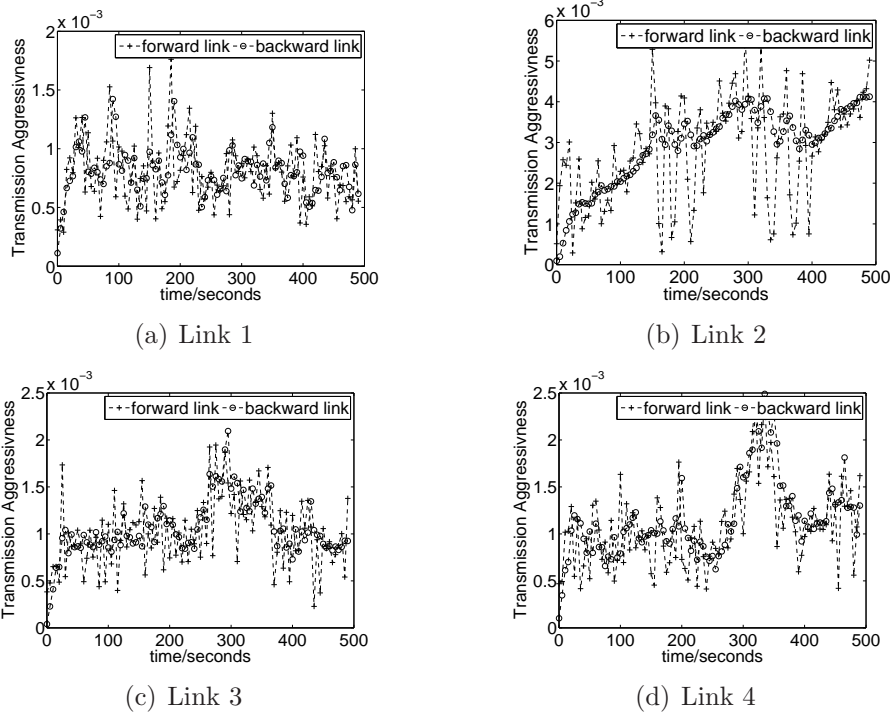 x 10⁻³
2
1.5
1
0.5
0
Transmission Aggressivness
forward link
backward link
0 100 200 300 400 500
time/seconds
(a) Link 1
x 10⁻³
6
5
4
3
2
1
0
Transmission Aggressivness
forward link
backward link
0 100 200 300 400 500
time/seconds
(b) Link 2
x 10⁻³
2.5
2
1.5
1
0.5
0
Transmission Aggressivness
forward link
backward link
0 100 200 300 400 500
time/seconds
(c) Link 3
x 10⁻³
2.5
2
1.5
1
0.5
0
Transmission Aggressivness
forward link
backward link
0 100 200 300 400 500
time/seconds
(d) Link 4